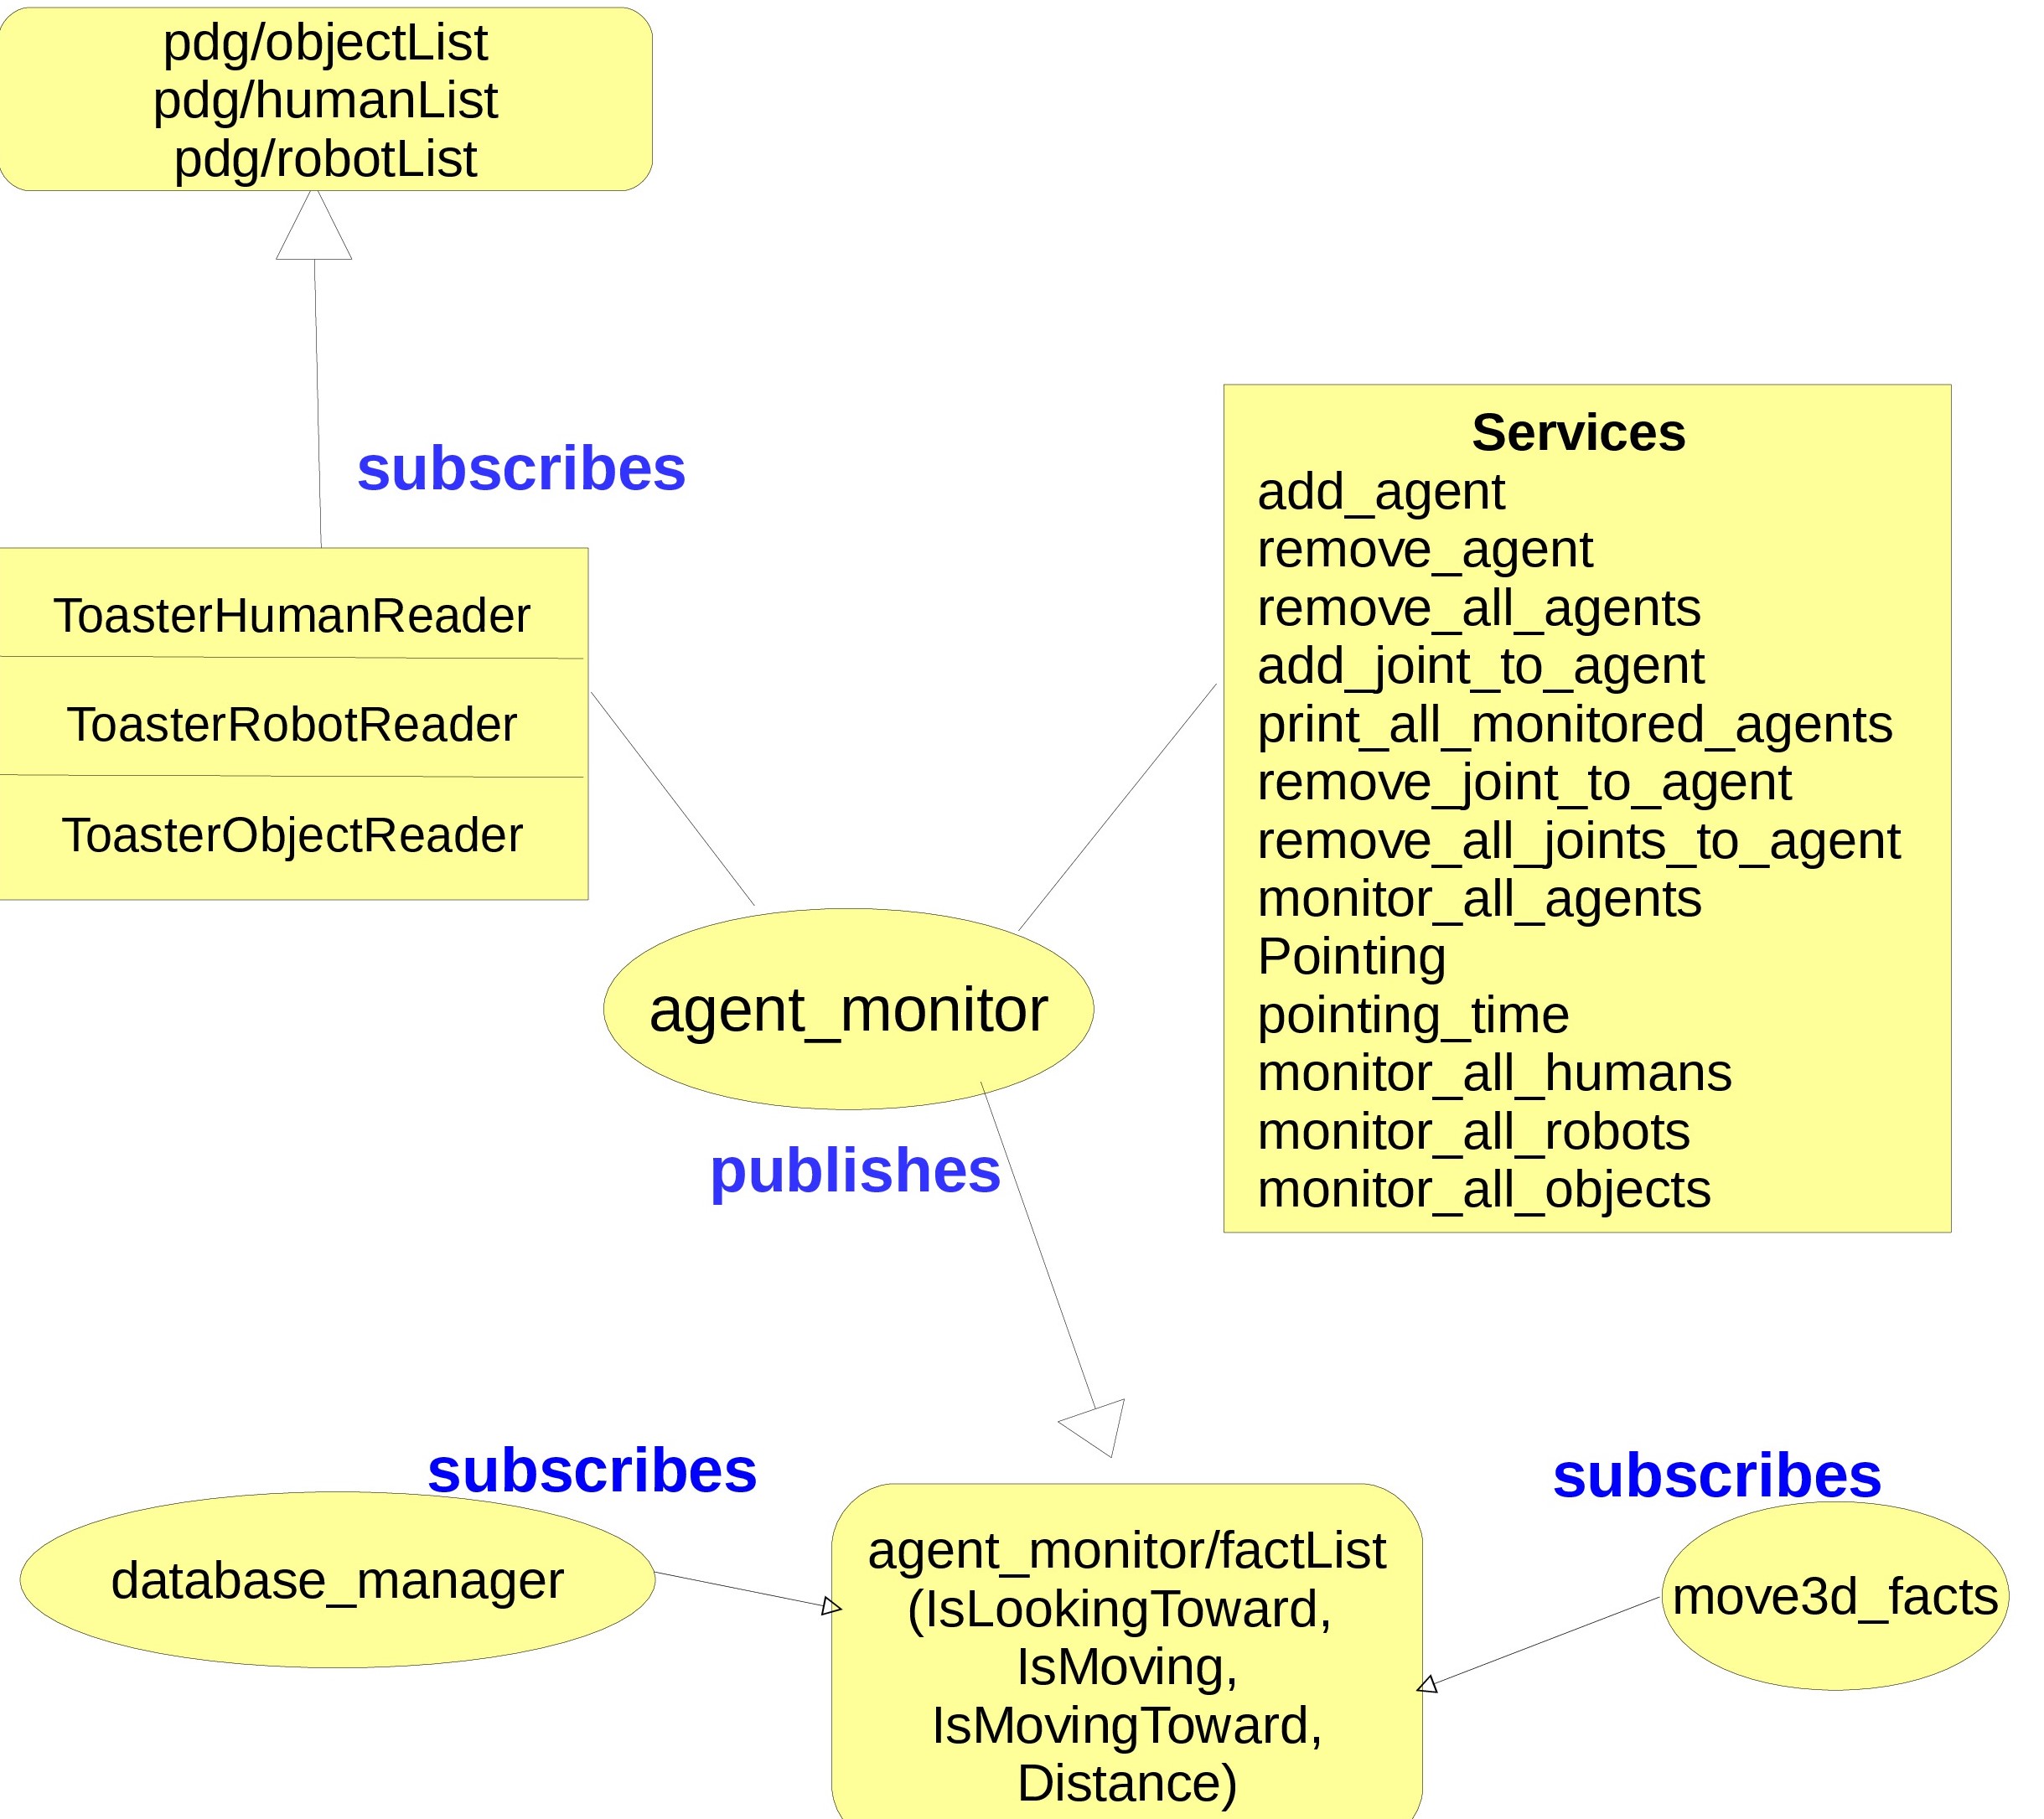 pdg/objectList
pdg/humanList
pdg/robotList
subscribes
ToasterHumanReader
ToasterRobotReader
ToasterObjectReader
Services
add_agent
remove_agent
remove_all_agents
add_joint_to_agent
print_all_monitored_agents
remove_joint_to_agent
remove_all_joints_to_agent
monitor_all_agents
Pointing
pointing_time
monitor_all_humans
monitor_all_robots
monitor_all_objects
agent_monitor
publishes
subscribes
database_manager
agent_monitor/factList
(IsLookingToward,
IsMoving,
IsMovingToward,
Distance)
subscribes
move3d_facts